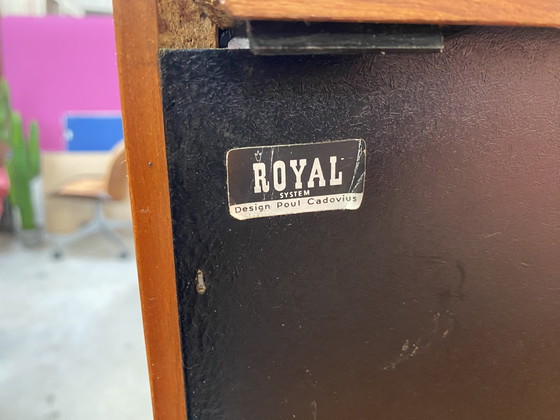 ROYAL
SYSTEM
Design Poul Cadovius